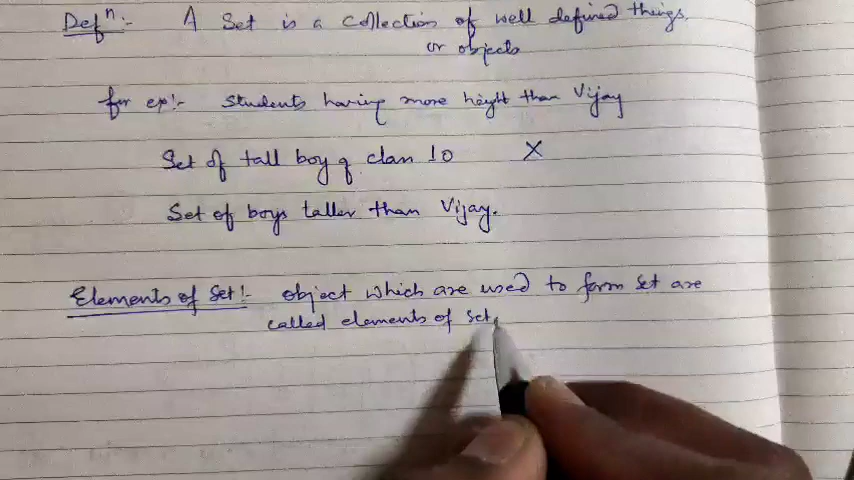 Defⁿ:- A Set is a Collection of well defined things.
or objects
for ex:- Students having more height than Vijay
Set of tall boy of class 10 X
Set of boys taller than Vijay.
Elements of Set:- object which are used to form set are
called elements of set.